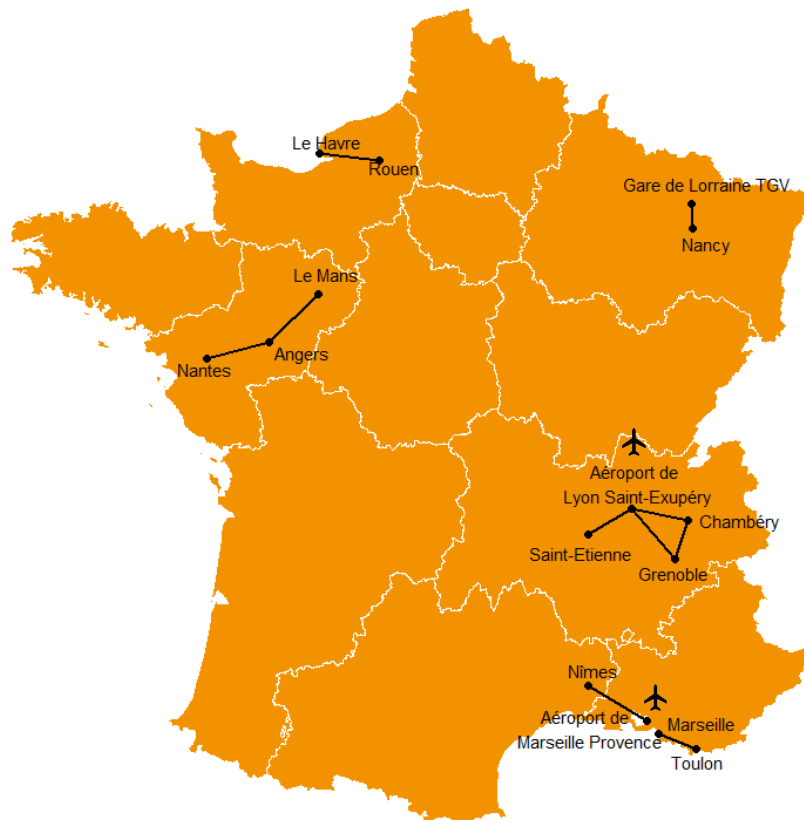 Le Havre
Rouen
Gare de Lorraine TGV
Nancy
Le Mans
Angers
Nantes
Aéroport de
Lyon Saint-Exupéry
Chambéry
Saint-Etienne
Grenoble
Nîmes
Aéroport de
Marseille Provence
Marseille
Toulon